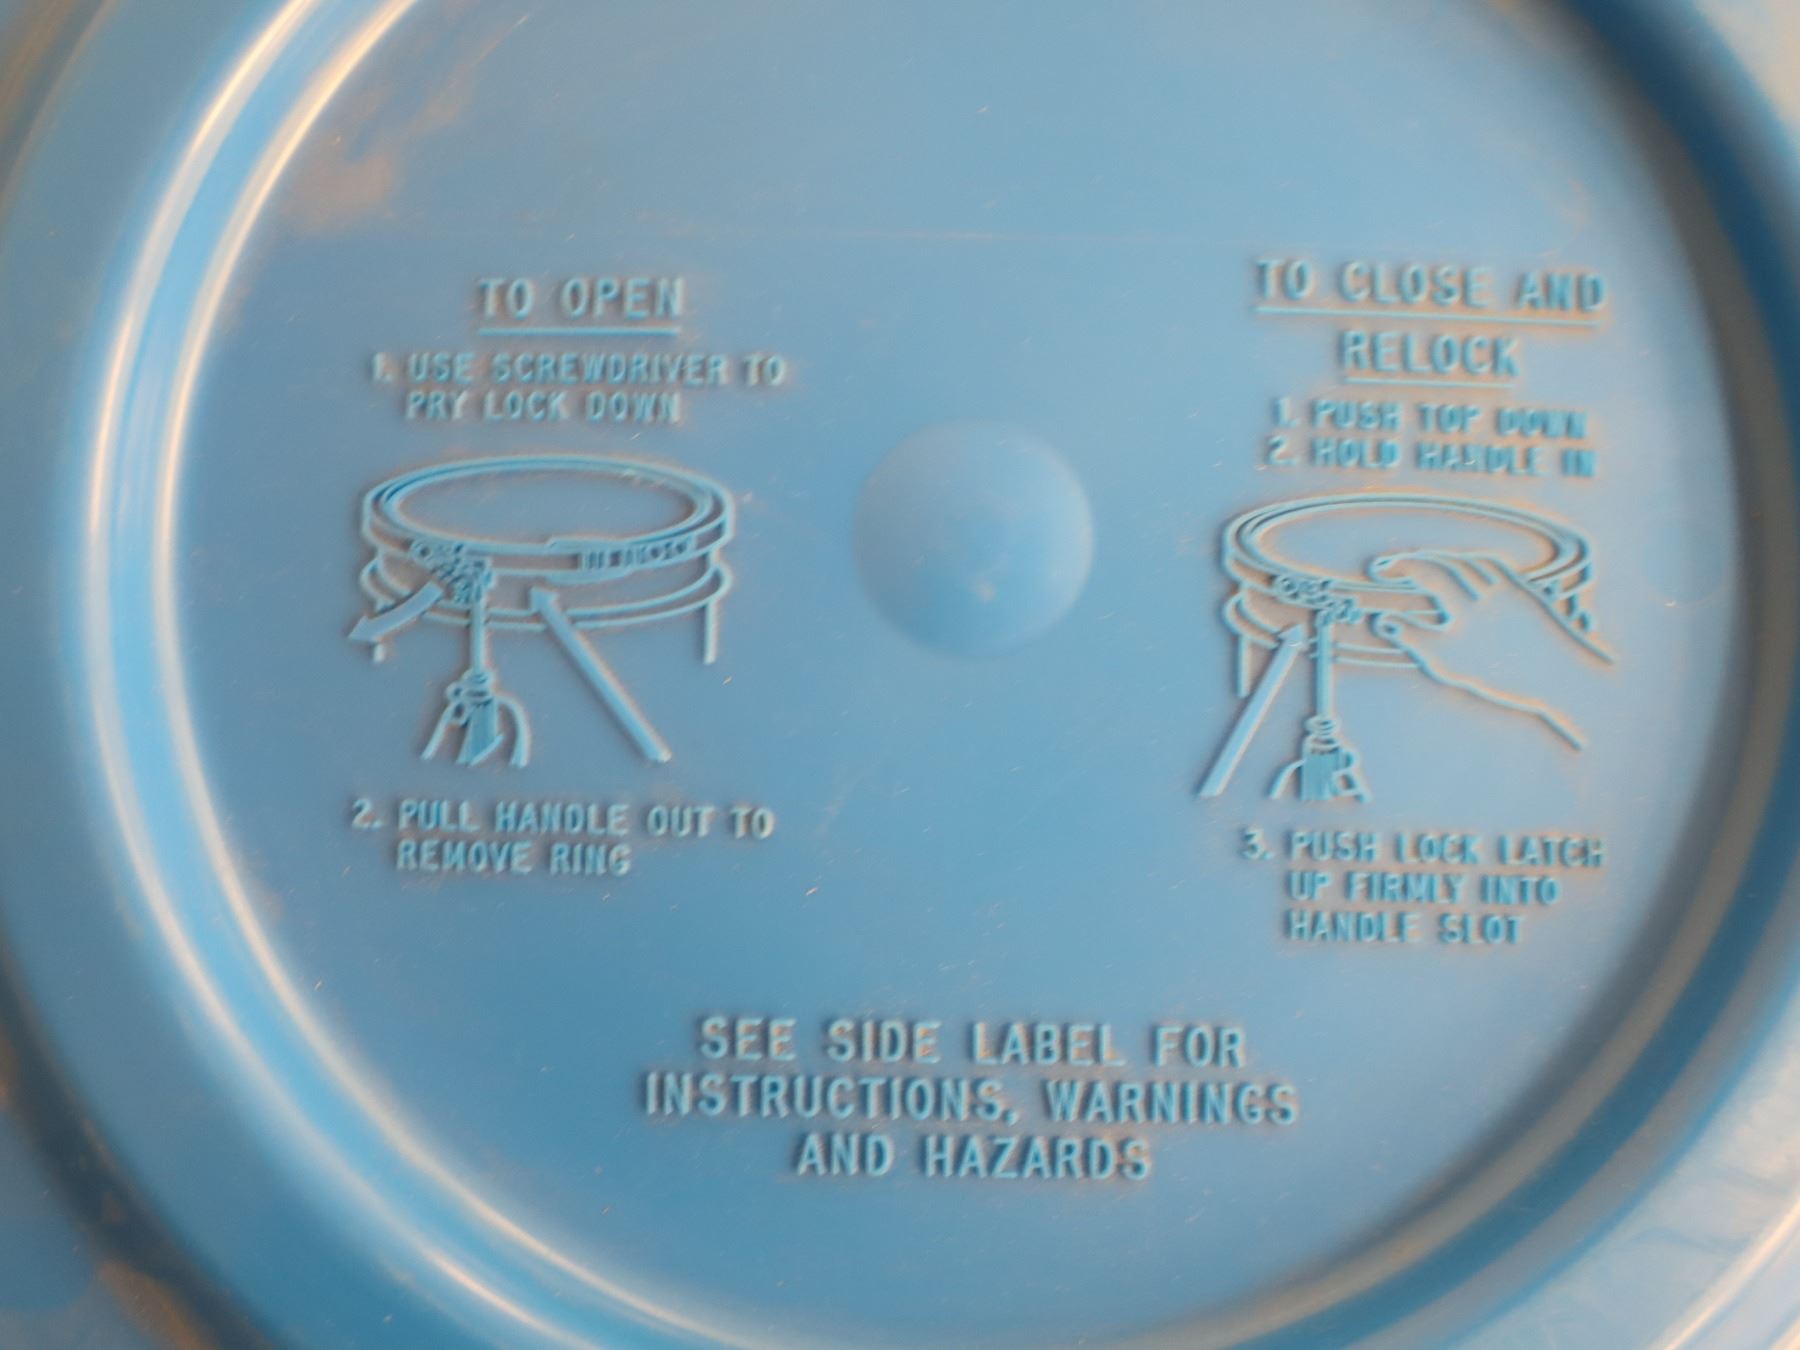 TO OPEN
1. USE SCREWDRIVER TO
PRY LOCK DOWN
2. PULL HANDLE OUT TO
REMOVE RING
TO CLOSE AND
RELOCK
1. PUSH TOP DOWN
2. HOLD HANDLE IN
3. PUSH LOCK LATCH
UP FIRMLY INTO
HANDLE SLOT
SEE SIDE LABEL FOR
INSTRUCTIONS, WARNINGS
AND HAZARDS